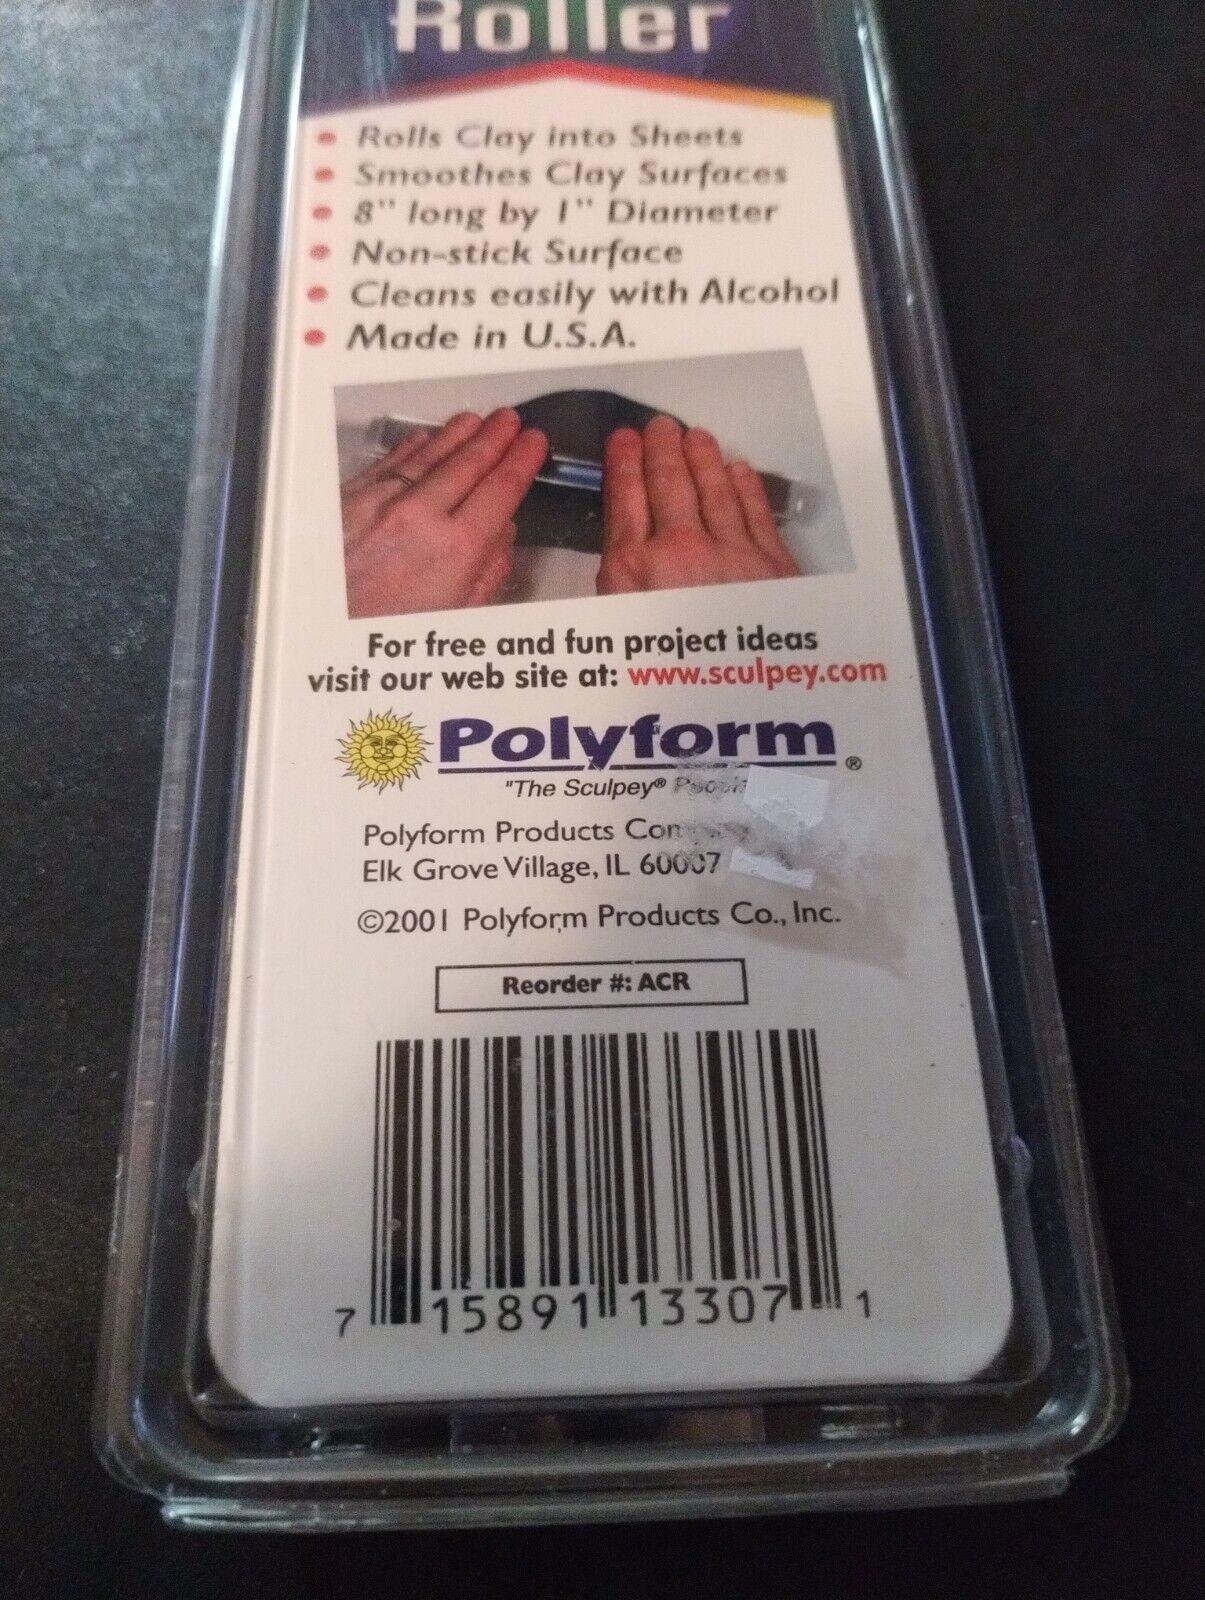 Roller
• Rolls Clay into Sheets
• Smoothes Clay Surfaces
• 8" long by 1" Diameter
• Non-stick Surface
• Cleans easily with Alcohol
• Made in U.S.A.
For free and fun project ideas
visit our web site at: www.sculpey.com
Polyform®
"The Sculpey®
Polyform Products
Elk Grove Village, IL 60007
©2001 Polyform Products Co., Inc.
Reorder #: ACR
7 15891 13307 1